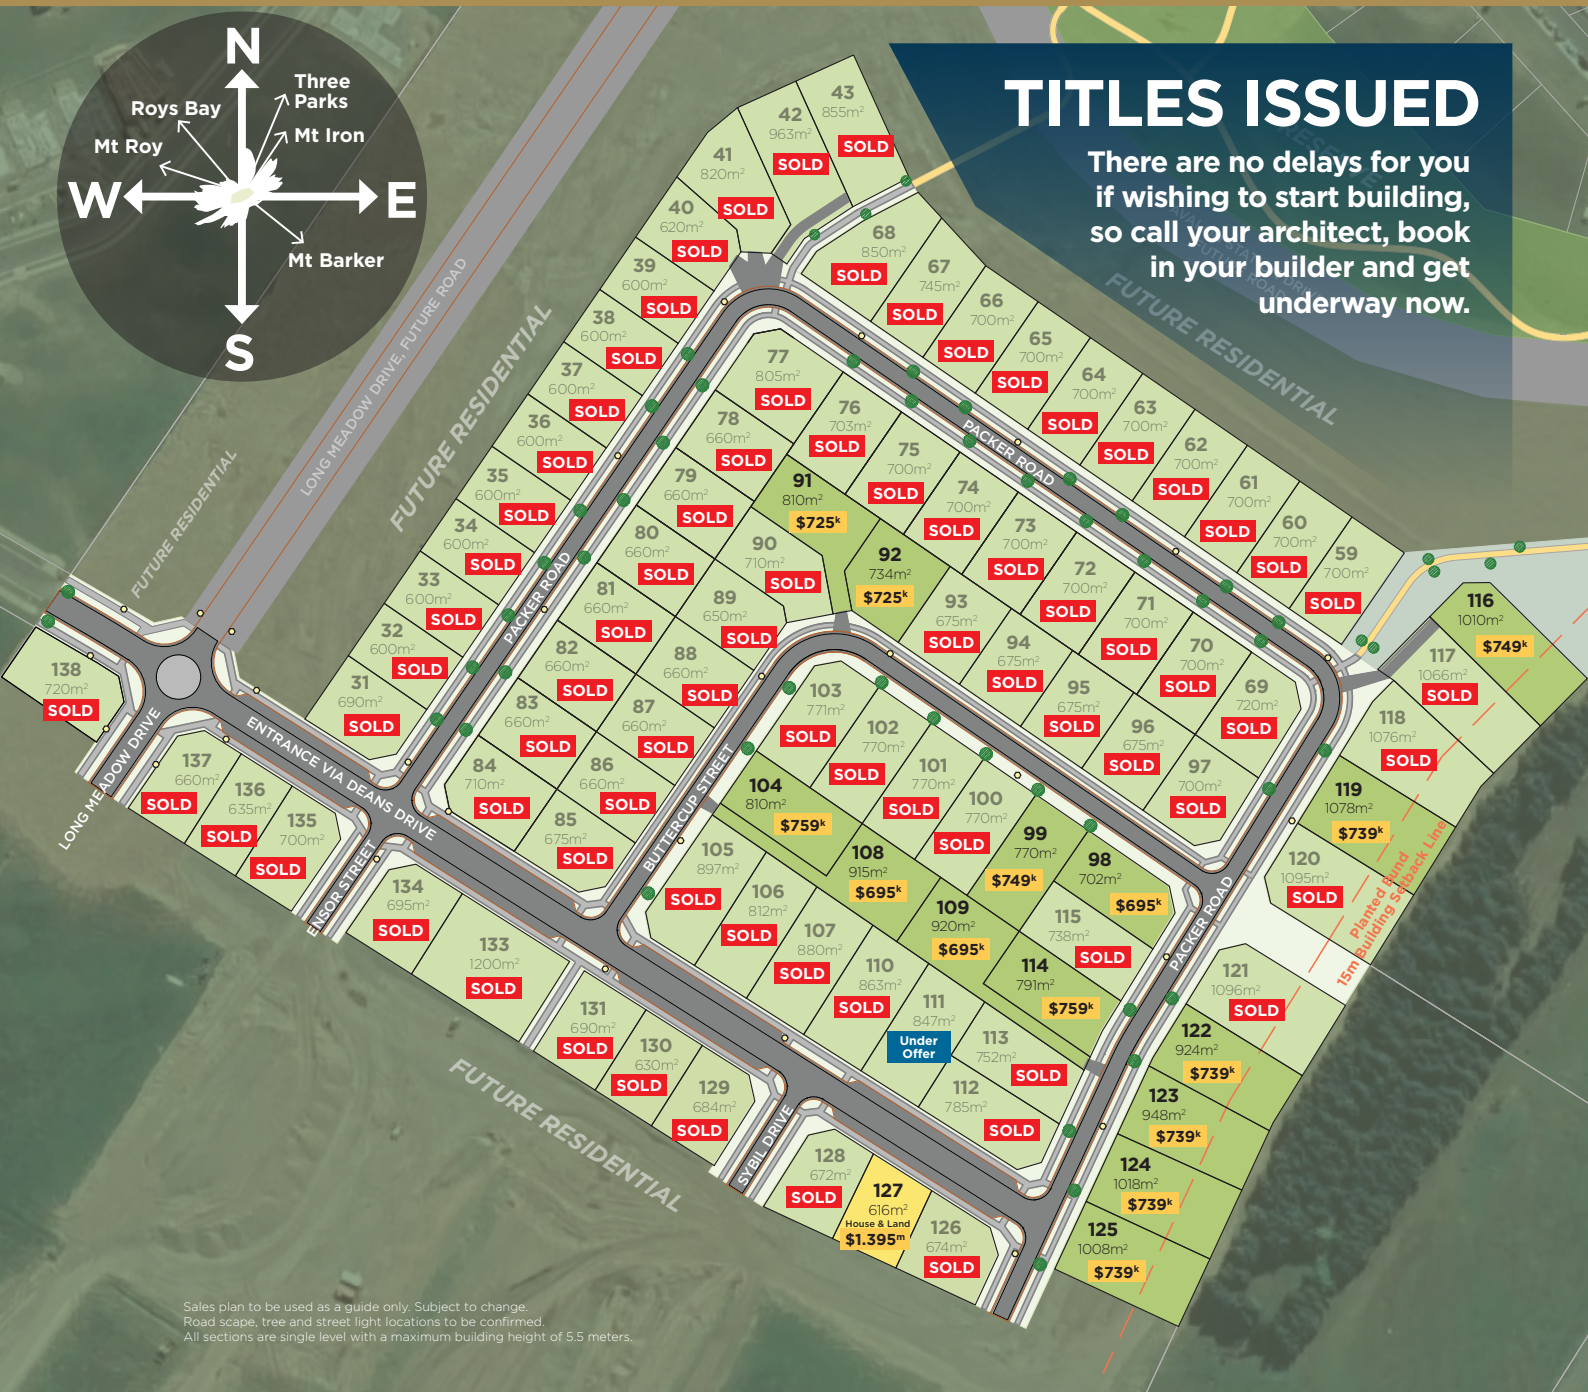 N
Three
Parks
Roys Bay
Mt Iron
Mt Roy
W
E
Mt Barker
S
TITLES ISSUED
There are no delays for you
if wishing to start building,
so call your architect, book
in your builder and get
underway now.
LONG MEADOW DRIVE, FUTURE ROAD
FUTURE RESIDENTIAL
FUTURE RESIDENTIAL
FUTURE RESIDENTIAL
43
855m²
SOLD
42
963m²
SOLD
41
820m²
SOLD
40
620m²
SOLD
39
600m²
SOLD
38
600m²
SOLD
37
600m²
SOLD
36
600m²
SOLD
35
600m²
SOLD
34
600m²
SOLD
33
600m²
SOLD
32
600m²
SOLD
31
690m²
SOLD
68
850m²
SOLD
67
745m²
SOLD
66
700m²
SOLD
65
700m²
SOLD
64
700m²
SOLD
63
700m²
SOLD
62
700m²
SOLD
61
700m²
SOLD
60
700m²
SOLD
59
700m²
SOLD
PACKER ROAD
PACKER ROAD
77
805m²
SOLD
76
703m²
SOLD
75
700m²
SOLD
74
700m²
SOLD
73
700m²
SOLD
72
700m²
SOLD
71
700m²
SOLD
70
700m²
SOLD
69
720m²
SOLD
78
660m²
SOLD
79
660m²
SOLD
80
660m²
SOLD
81
660m²
SOLD
82
660m²
SOLD
83
660m²
SOLD
84
710m²
SOLD
91
810m²
$725ᵏ
92
734m²
$725ᵏ
90
710m²
SOLD
89
650m²
SOLD
88
660m²
SOLD
87
660m²
SOLD
86
660m²
SOLD
85
675m²
SOLD
93
675m²
SOLD
94
675m²
SOLD
95
675m²
SOLD
96
675m²
SOLD
97
700m²
SOLD
116
1010m²
$749ᵏ
117
1066m²
SOLD
118
1076m²
SOLD
119
1078m²
$739ᵏ
120
1095m²
SOLD
Planted Bund
15m Building Setback Line
138
720m²
SOLD
LONG MEADOW DRIVE
ENTRANCE VIA DEANS DRIVE
137
660m²
SOLD
136
635m²
SOLD
135
700m²
SOLD
ENSOR STREET
BUTTERCUP STREET
103
771m²
SOLD
102
770m²
SOLD
101
770m²
SOLD
100
770m²
SOLD
99
770m²
$749ᵏ
98
702m²
$695ᵏ
104
810m²
$759ᵏ
108
915m²
$695ᵏ
109
920m²
$695ᵏ
115
738m²
SOLD
114
791m²
$759ᵏ
105
897m²
SOLD
106
812m²
SOLD
107
880m²
SOLD
110
863m²
SOLD
111
847m²
Under
Offer
113
752m²
SOLD
112
785m²
SOLD
PACKER ROAD
121
1096m²
SOLD
122
924m²
$739ᵏ
123
948m²
$739ᵏ
124
1018m²
$739ᵏ
125
1008m²
$739ᵏ
134
695m²
SOLD
133
1200m²
SOLD
131
690m²
SOLD
130
630m²
SOLD
129
684m²
SOLD
FUTURE RESIDENTIAL
SYBIL DRIVE
128
672m²
SOLD
127
616m²
House & Land
$1.395ᵐ
126
674m²
SOLD
Sales plan to be used as a guide only. Subject to change.
Road scape, tree and street light locations to be confirmed.
All sections are single level with a maximum building height of 5.5 meters.